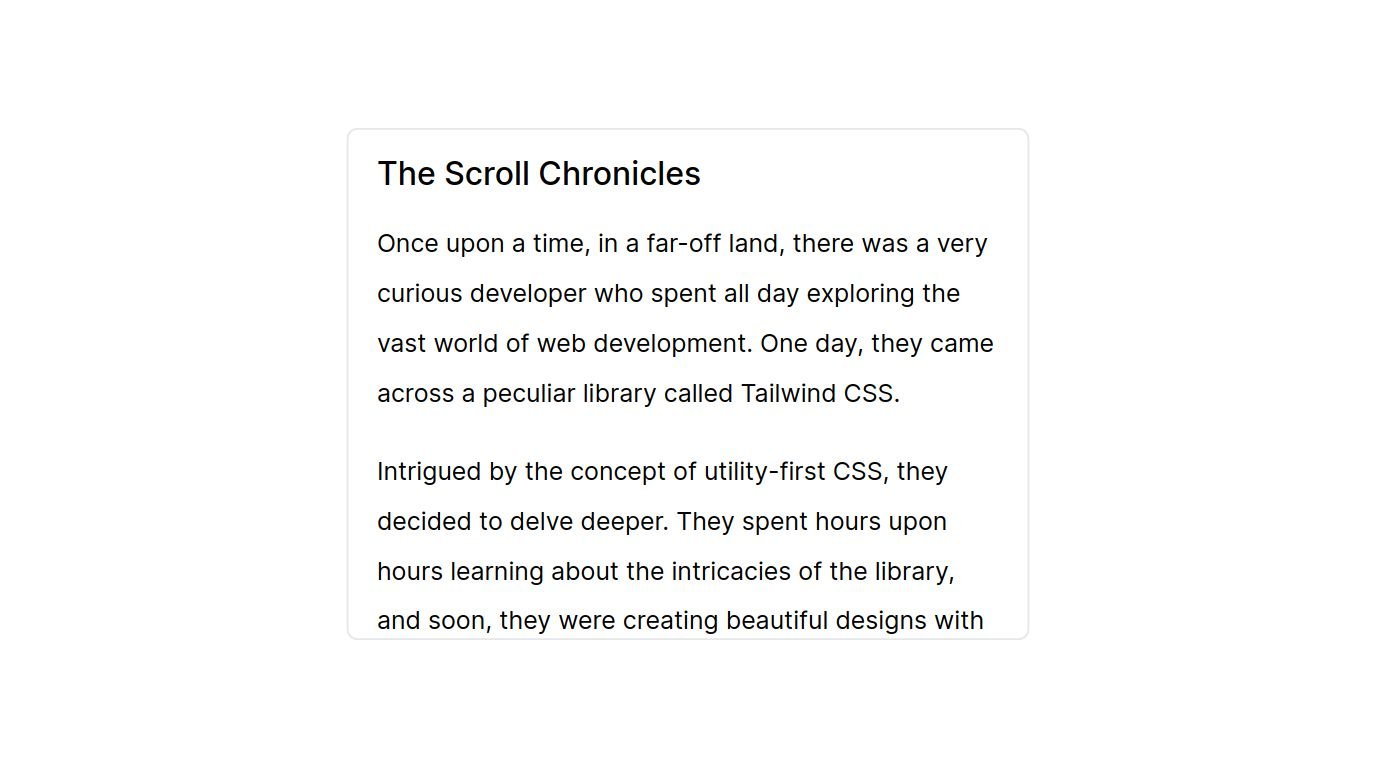 The Scroll Chronicles
Once upon a time, in a far-off land, there was a very
curious developer who spent all day exploring the
vast world of web development. One day, they came
across a peculiar library called Tailwind CSS.
Intrigued by the concept of utility-first CSS, they
decided to delve deeper. They spent hours upon
hours learning about the intricacies of the library,
and soon, they were creating beautiful designs with